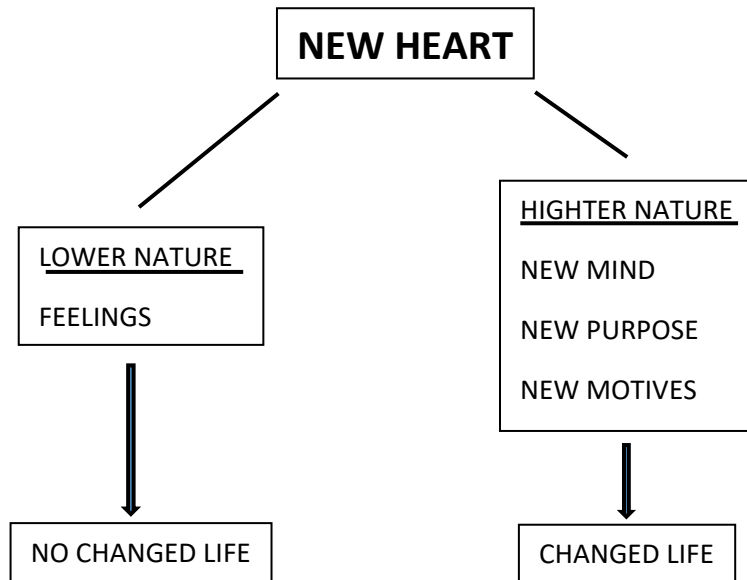 NEW HEART
LOWER NATURE
FEELINGS
HIGHTER NATURE
NEW MIND
NEW PURPOSE
NEW MOTIVES
NO CHANGED LIFE
CHANGED LIFE